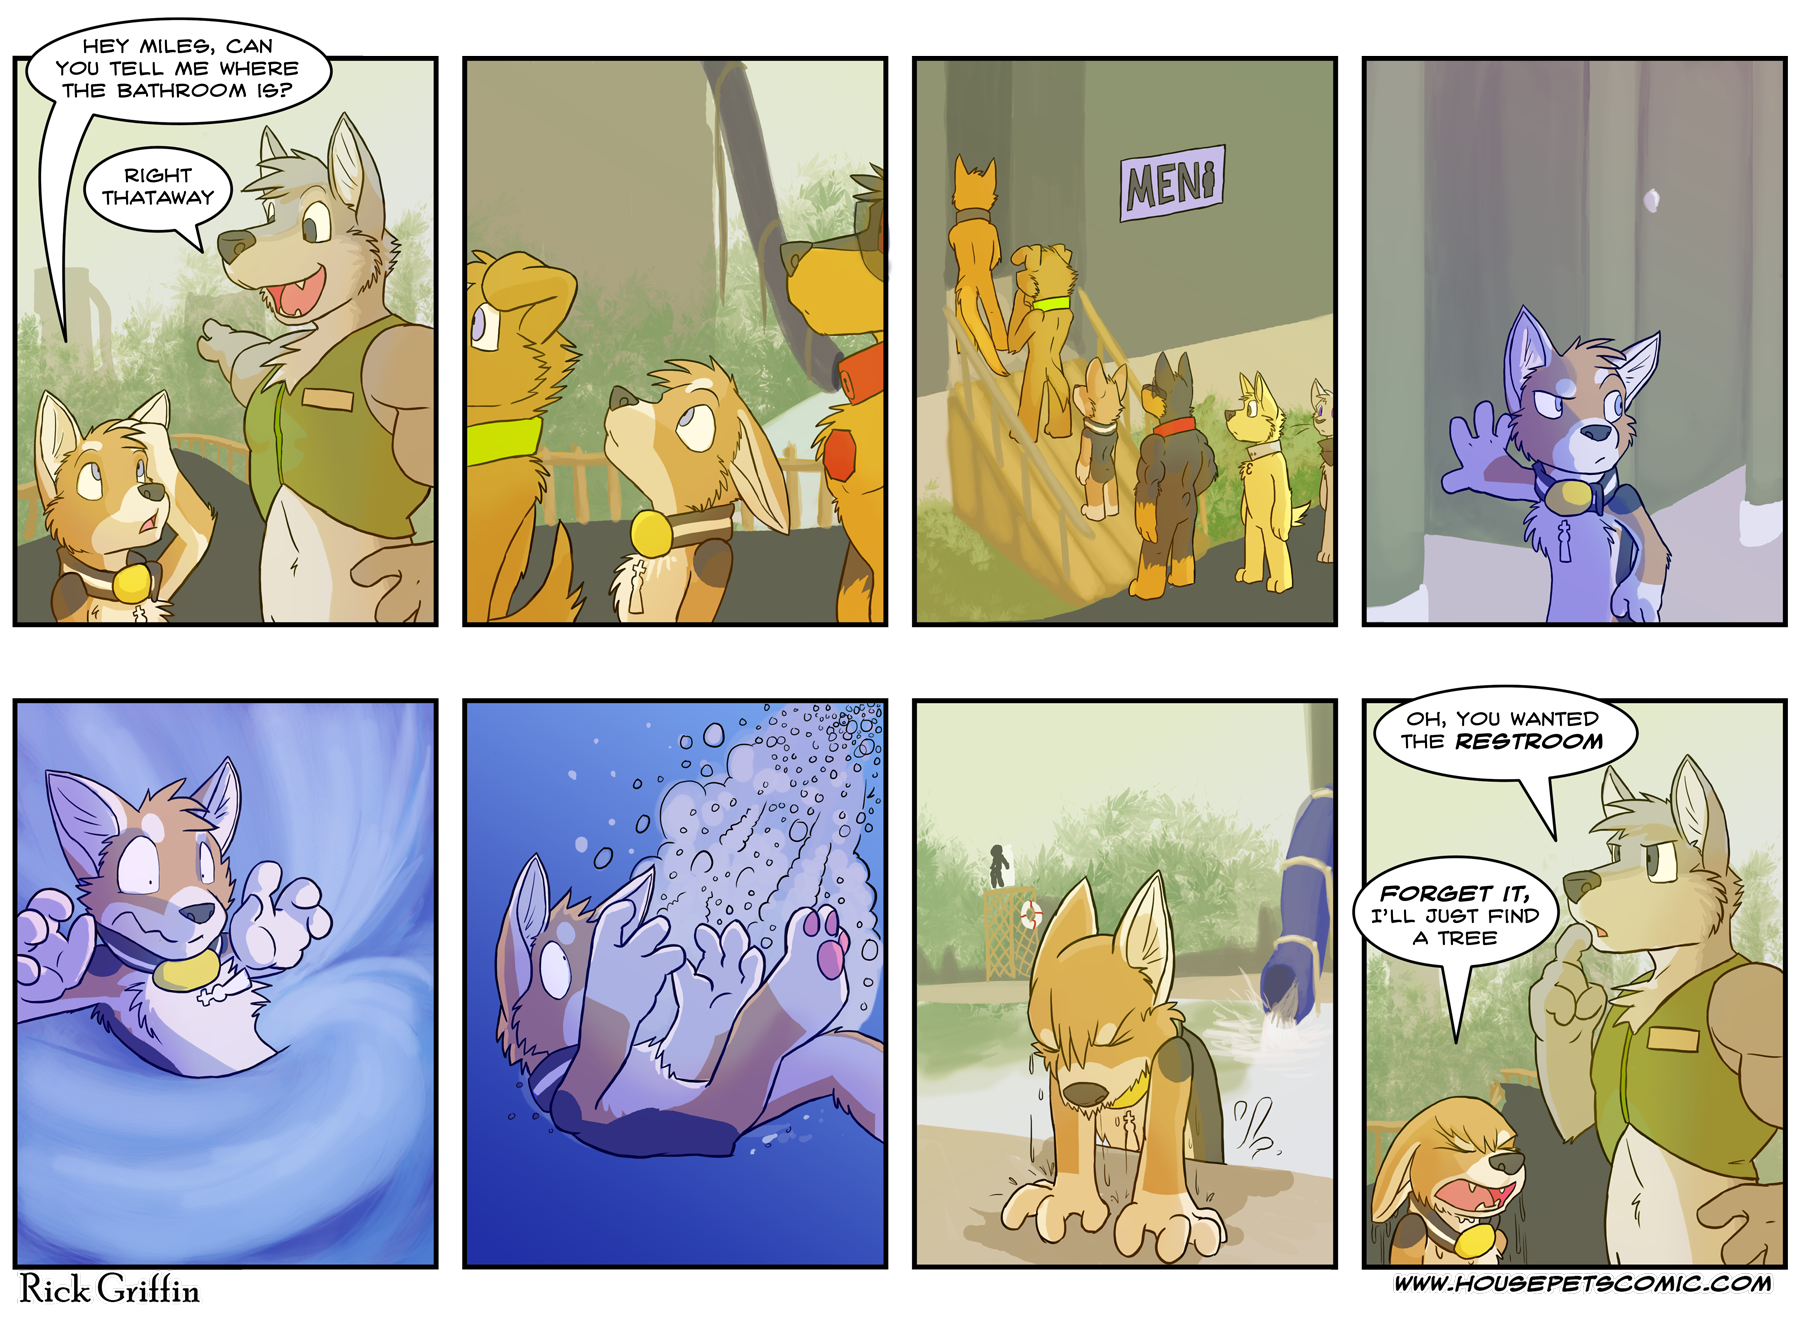 HEY MILES, CAN
YOU TELL ME WHERE
THE BATHROOM IS?
RIGHT
THATAWAY
MEN
OH, YOU WANTED
THE RESTROOM
FORGET IT,
I'LL JUST FIND
A TREE
Rick Griffin
WWW.HOUSEPETSCOMIC.COM